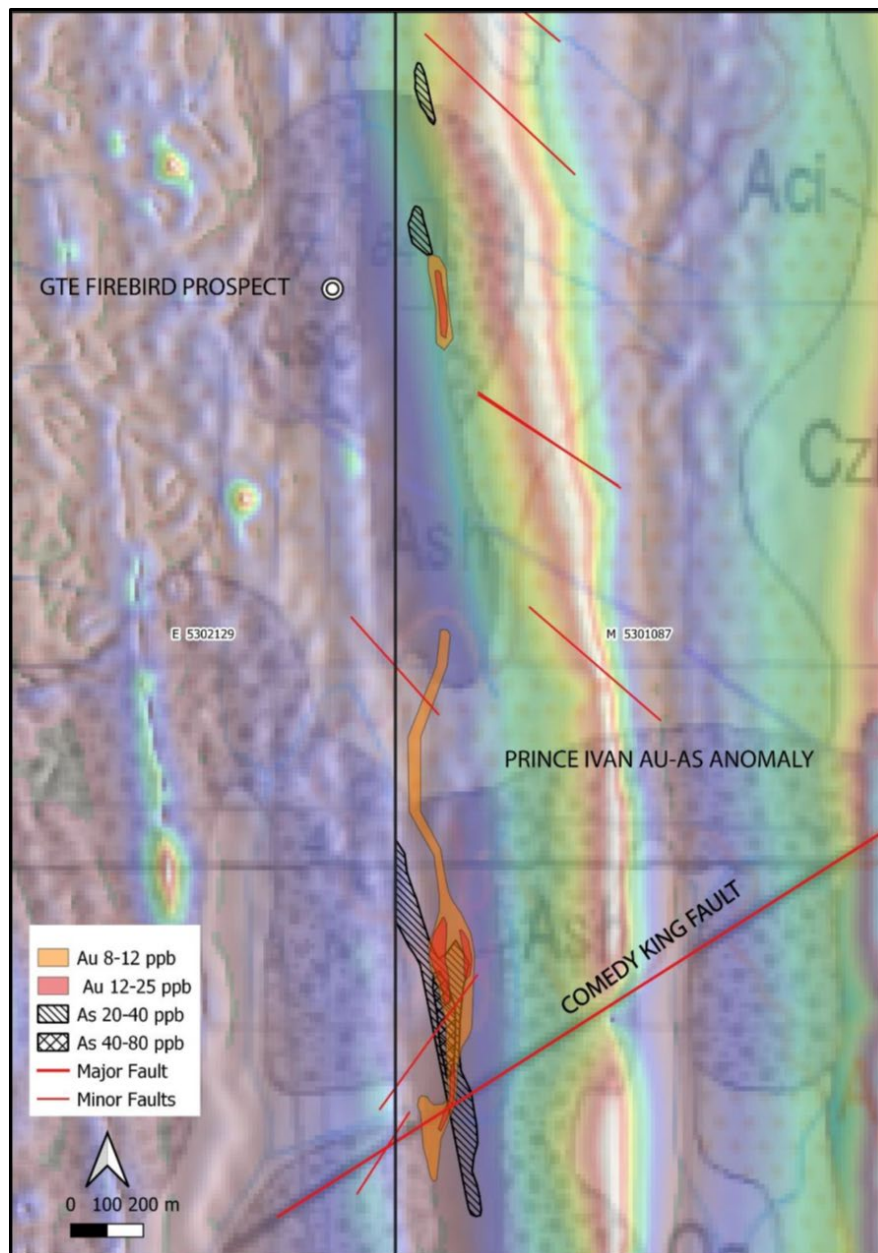 Aci
GTE FIREBIRD PROSPECT
Cz
Ash
E 5302129
M 5301087
PRINCE IVAN AU-AS ANOMALY
As
COMEDY KING FAULT
Au 8-12 ppb
Au 12-25 ppb
As 20-40 ppb
As 40-80 ppb
Major Fault
Minor Faults
0 100 200 m